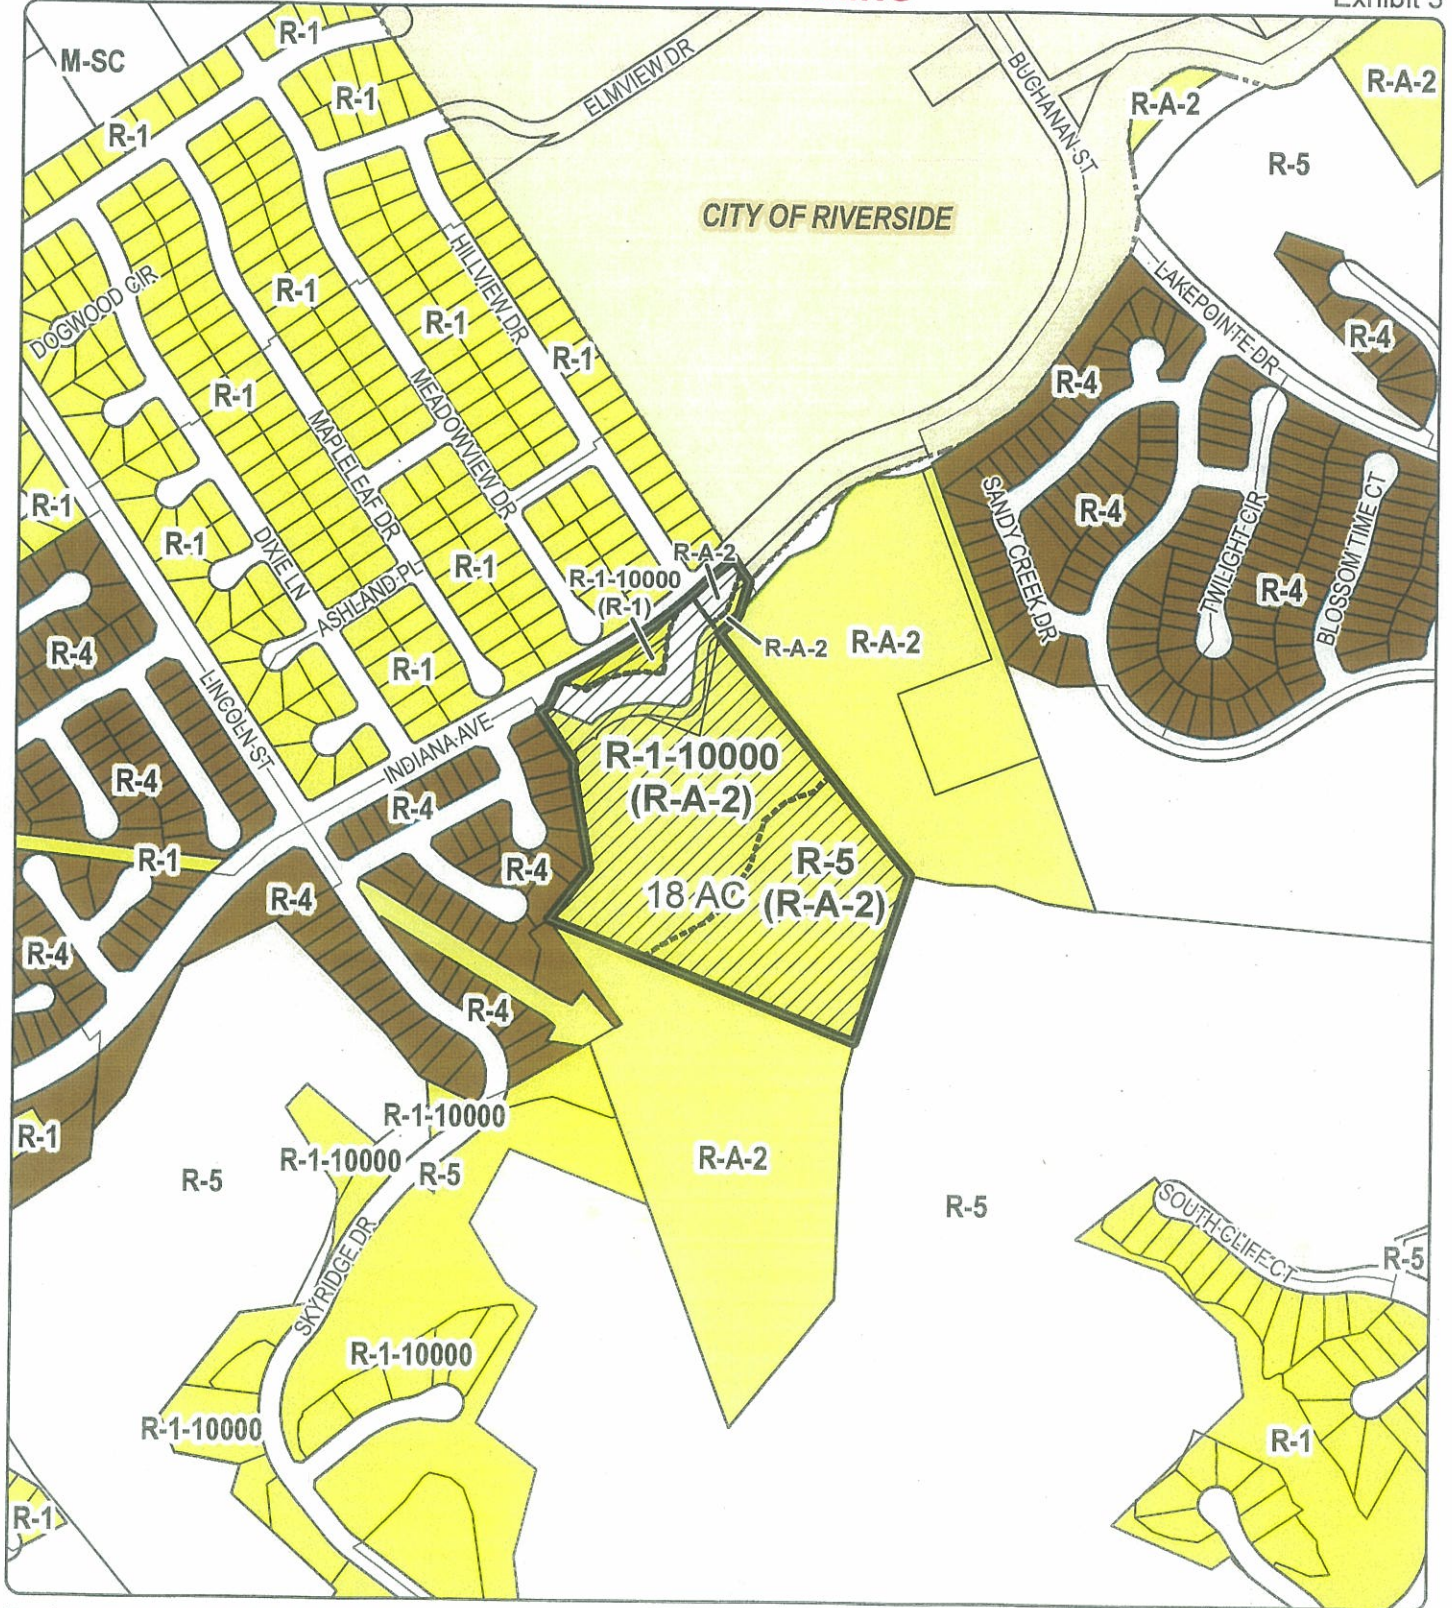 Exhibit 3
R-1
M-SC
R-A-2
R-1
R-A-2
R-1
ELMVIEW DR
BUCHANAN ST
R-5
CITY OF RIVERSIDE
HILLVIEW DR
DOGWOOD CIR
R-1
R-1
R-1
LAKEPOINTE DR
R-4
R-4
R-1
MEADOWVIEW DR
MAPLELEAF DR
R-1
R-1
DIXIE LN
R-1
ASHLAND PL
SANDY CREEK DR
R-4
TWILIGHT CIR
BLOSSOM TIME CT
R-4
R-A-2
R-1-10000
(R-1)
R-A-2
R-A-2
R-4
R-1
LINCOLN ST
INDIANA AVE
R-1-10000
(R-A-2)
R-4
R-4
R-1
R-4
R-5
(R-A-2)
18 AC
R-4
R-4
R-4
R-1-10000
R-1
R-1-10000
R-5
R-5
R-A-2
R-5
SOUTH CLIFF CT
R-5
SKYRIDGE DR
R-1-10000
R-1-10000
R-1
R-1